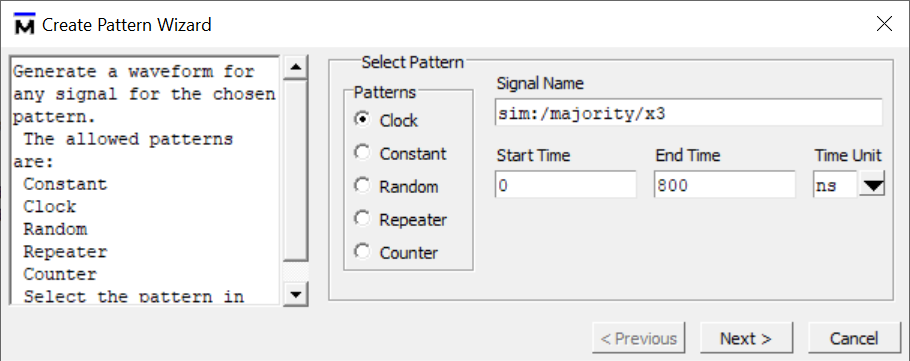 Create Pattern Wizard
Generate a waveform for
any signal for the chosen
pattern.
The allowed patterns
are:
Constant
Clock
Random
Repeater
Counter
Select the pattern in
Select Pattern
Patterns
Clock
Constant
Random
Repeater
Counter
Signal Name
sim:/majority/x3
Start Time End Time Time Unit
0 800 ns
< Previous Next > Cancel